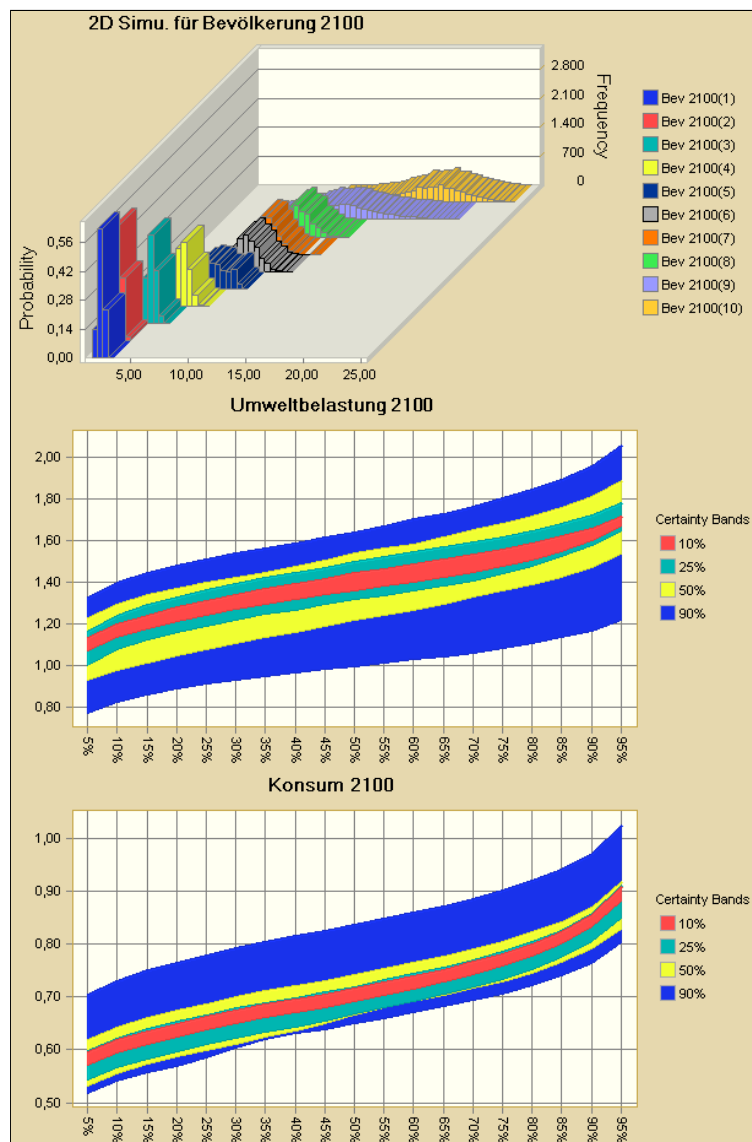 2D Simu. für Bevölkerung 2100
2.800
2.100
1.400
700
0
Frequency
0,56
0,42
0,28
0,14
0,00
Probability
5,00 10,00 15,00 20,00 25,00
Bev 2100(1)
Bev 2100(2)
Bev 2100(3)
Bev 2100(4)
Bev 2100(5)
Bev 2100(6)
Bev 2100(7)
Bev 2100(8)
Bev 2100(9)
Bev 2100(10)
Umweltbelastung 2100
2,00
1,80
1,60
1,40
1,20
1,00
0,80
5% 10% 15% 20% 25% 30% 35% 40% 45% 50% 55% 60% 65% 70% 75% 80% 85% 90% 95%
Certainty Bands
10%
25%
50%
90%
Konsum 2100
1,00
0,90
0,80
0,70
0,60
0,50
5% 10% 15% 20% 25% 30% 35% 40% 45% 50% 55% 60% 65% 70% 75% 80% 85% 90% 95%
Certainty Bands
10%
25%
50%
90%